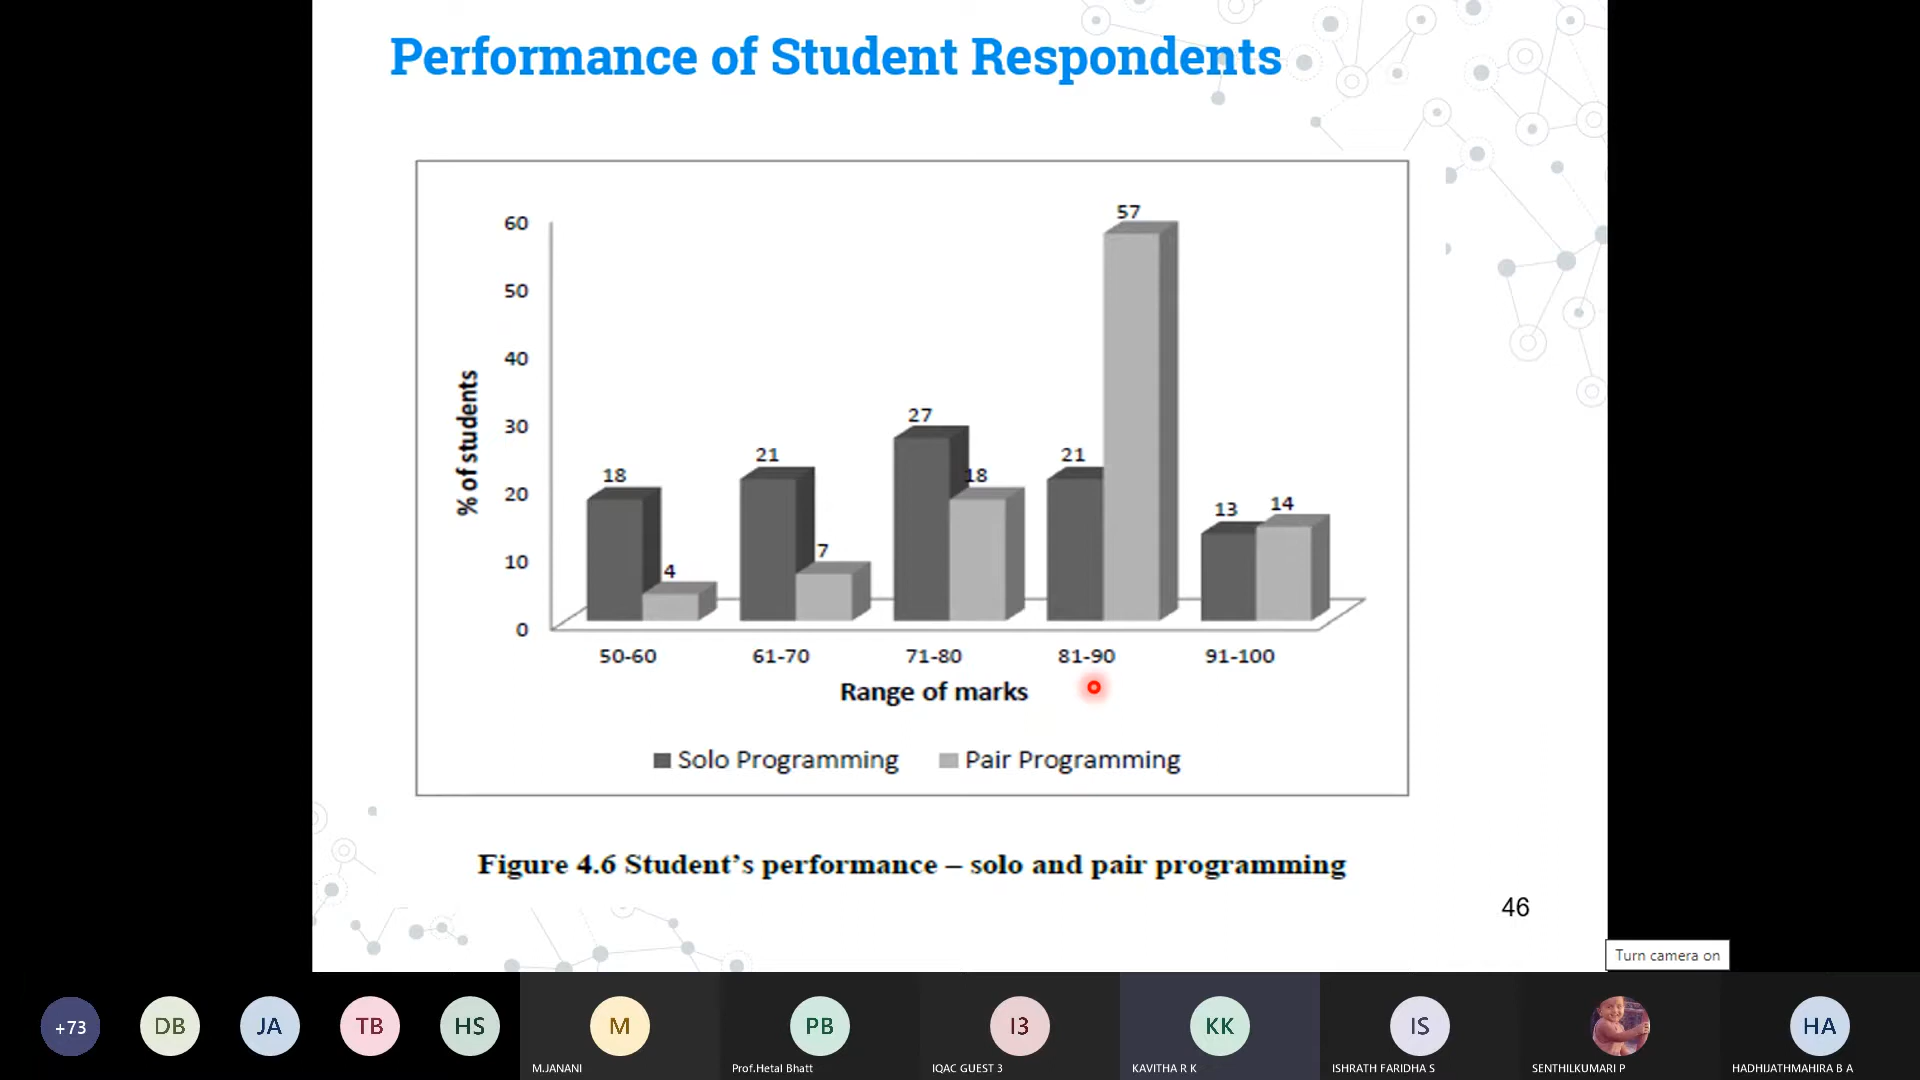 Performance of Student Respondents
60
50
40
30
20
10
0
% of students
18
4
21
7
27
18
21
57
13
14
50-60
61-70
71-80
81-90
91-100
Range of marks
Solo Programming
Pair Programming
Figure 4.6 Student's performance – solo and pair programming
46
Turn camera on
+73
DB
JA
TB
HS
M
PB
I3
KK
IS
HA
M.JANANI
Prof.Hetal Bhatt
IQAC GUEST 3
KAVITHA R K
ISHRATH FARIDHA S
SENTHILKUMARI P
HADHIJATHMAHIRA B A